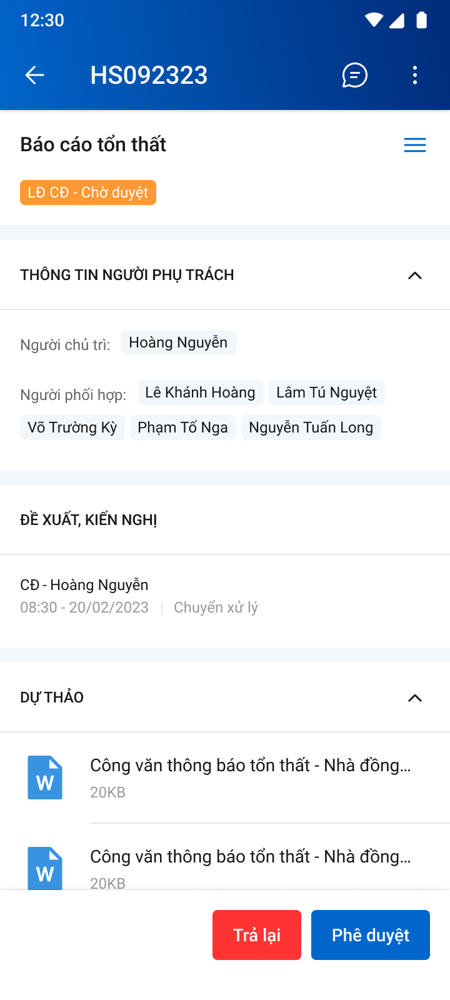 12:30
HS092323
Báo cáo tổn thất
LĐ CĐ - Chờ duyệt
THÔNG TIN NGƯỜI PHỤ TRÁCH
Người chủ trì: Hoàng Nguyễn
Người phối hợp: Lê Khánh Hoàng Lâm Tú Nguyệt
Võ Trường Kỳ Phạm Tố Nga Nguyễn Tuấn Long
ĐỀ XUẤT, KIẾN NGHỊ
CĐ - Hoàng Nguyễn
08:30 - 20/02/2023 | Chuyển xử lý
DỰ THẢO
W
Công văn thông báo tổn thất - Nhà đồng...
20KB
W
Công văn thông báo tổn thất - Nhà đồng...
20KB
Trả lại Phê duyệt